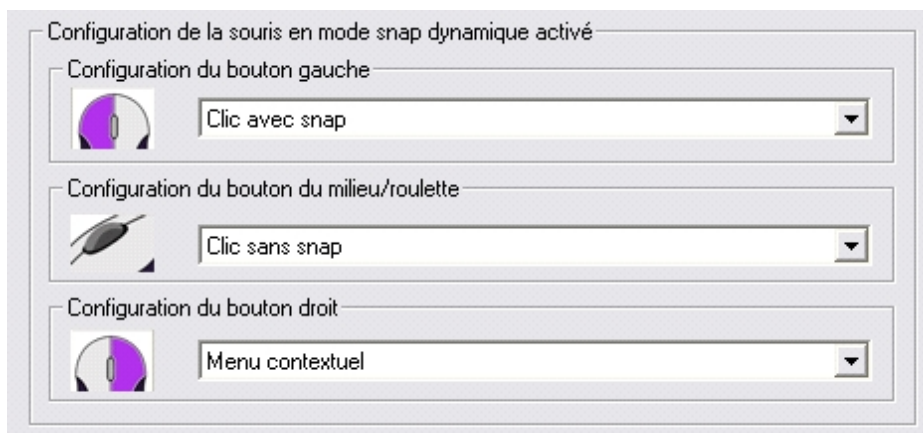 Configuration de la souris en mode snap dynamique activé
Configuration du bouton gauche
Clic avec snap
Configuration du bouton du milieu/roulette
Clic sans snap
Configuration du bouton droit
Menu contextuel